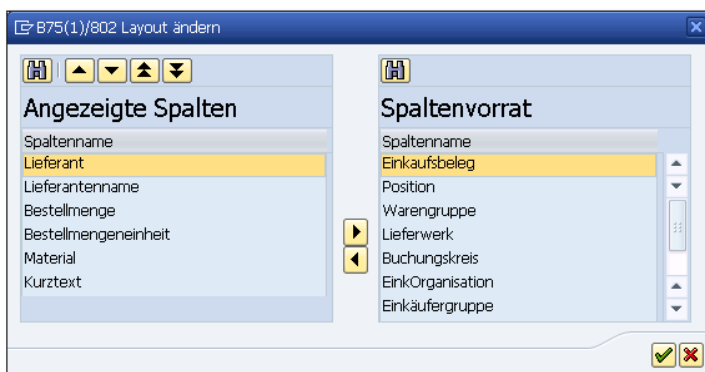 B75(1)/802 Layout ändern
Angezeigte Spalten
Spaltenname
Lieferant
Lieferantenname
Bestellmenge
Bestellmengeneinheit
Material
Kurztext
Spaltenvorrat
Spaltenname
Einkaufsbeleg
Position
Warengruppe
Lieferwerk
Buchungskreis
EinkOrganisation
Einkäufergruppe